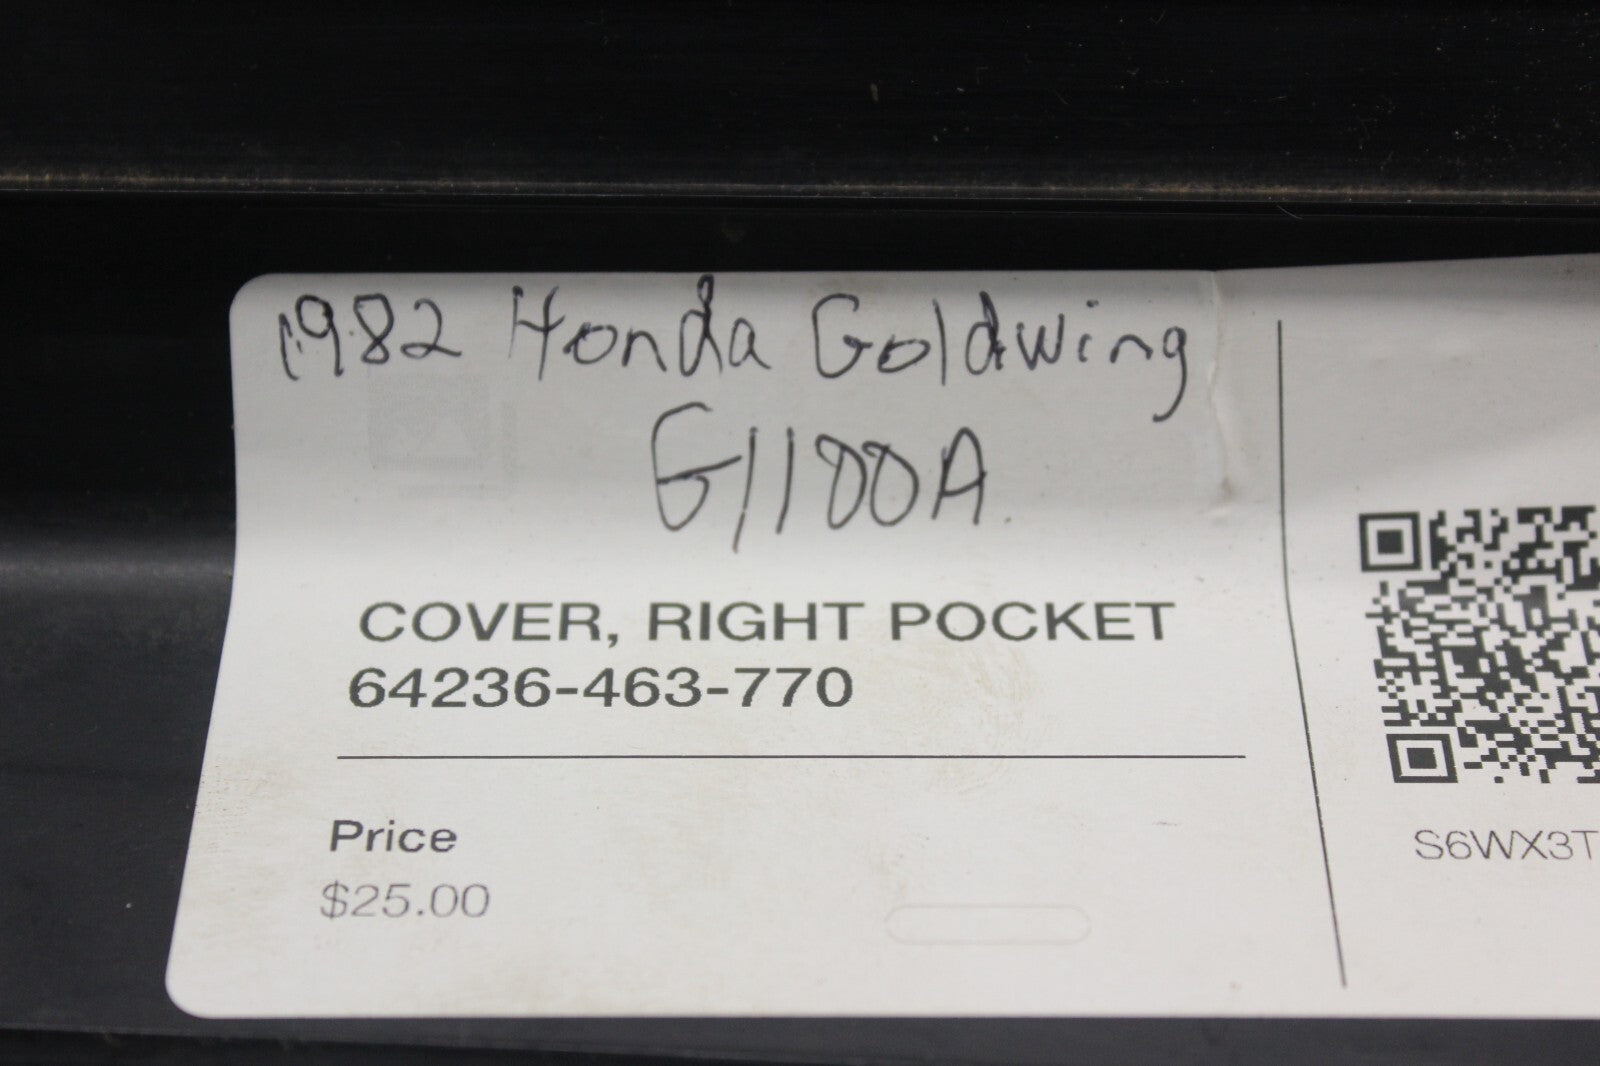 1982 Honda Goldwing
G1100A
COVER, RIGHT POCKET
64236-463-770
Price
$25.00
S6WX3T